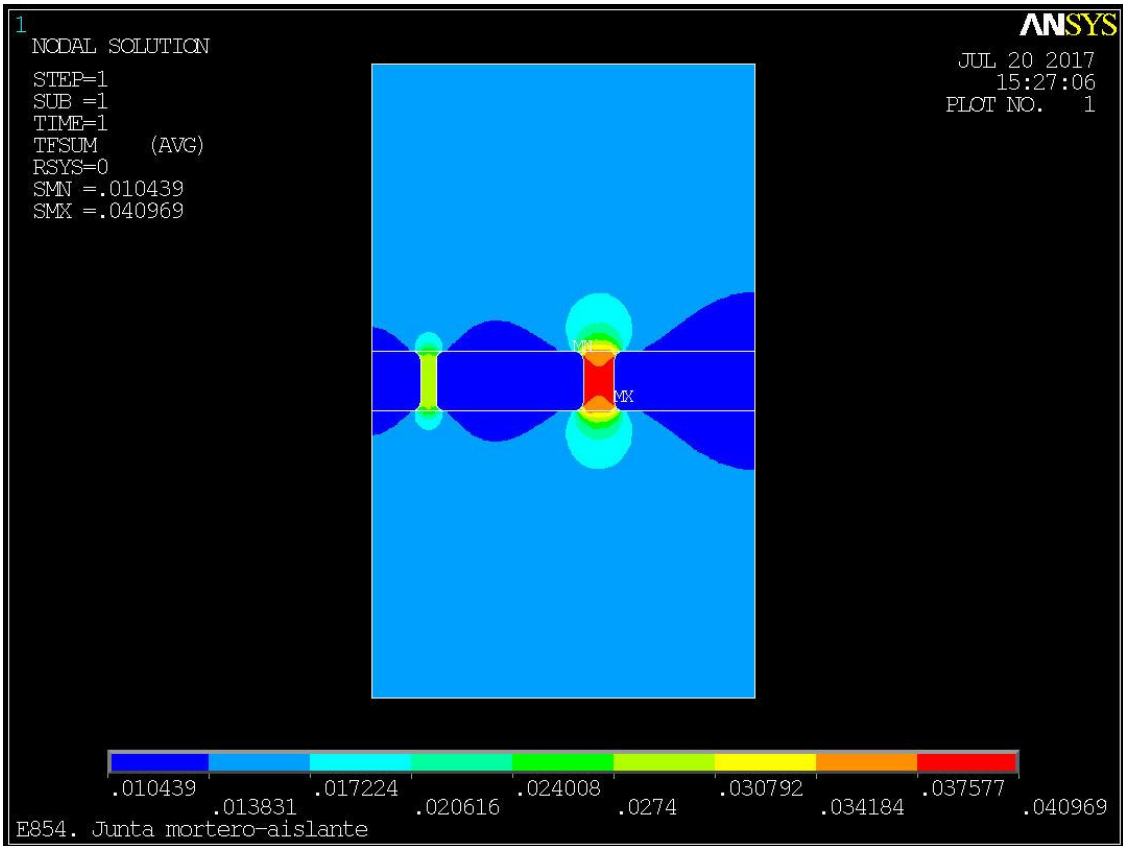 1
NODAL SOLUTION
STEP=1
SUB =1
TIME=1
TFSUM (AVG)
RSYS=0
SMN =.010439
SMX =.040969
ANSYS
JUL 20 2017
15:27:06
PLOT NO. 1
MN
MX
.010439
.013831
.017224
.020616
.024008
.0274
.030792
.034184
.037577
.040969
E854. Junta mortero-aislante